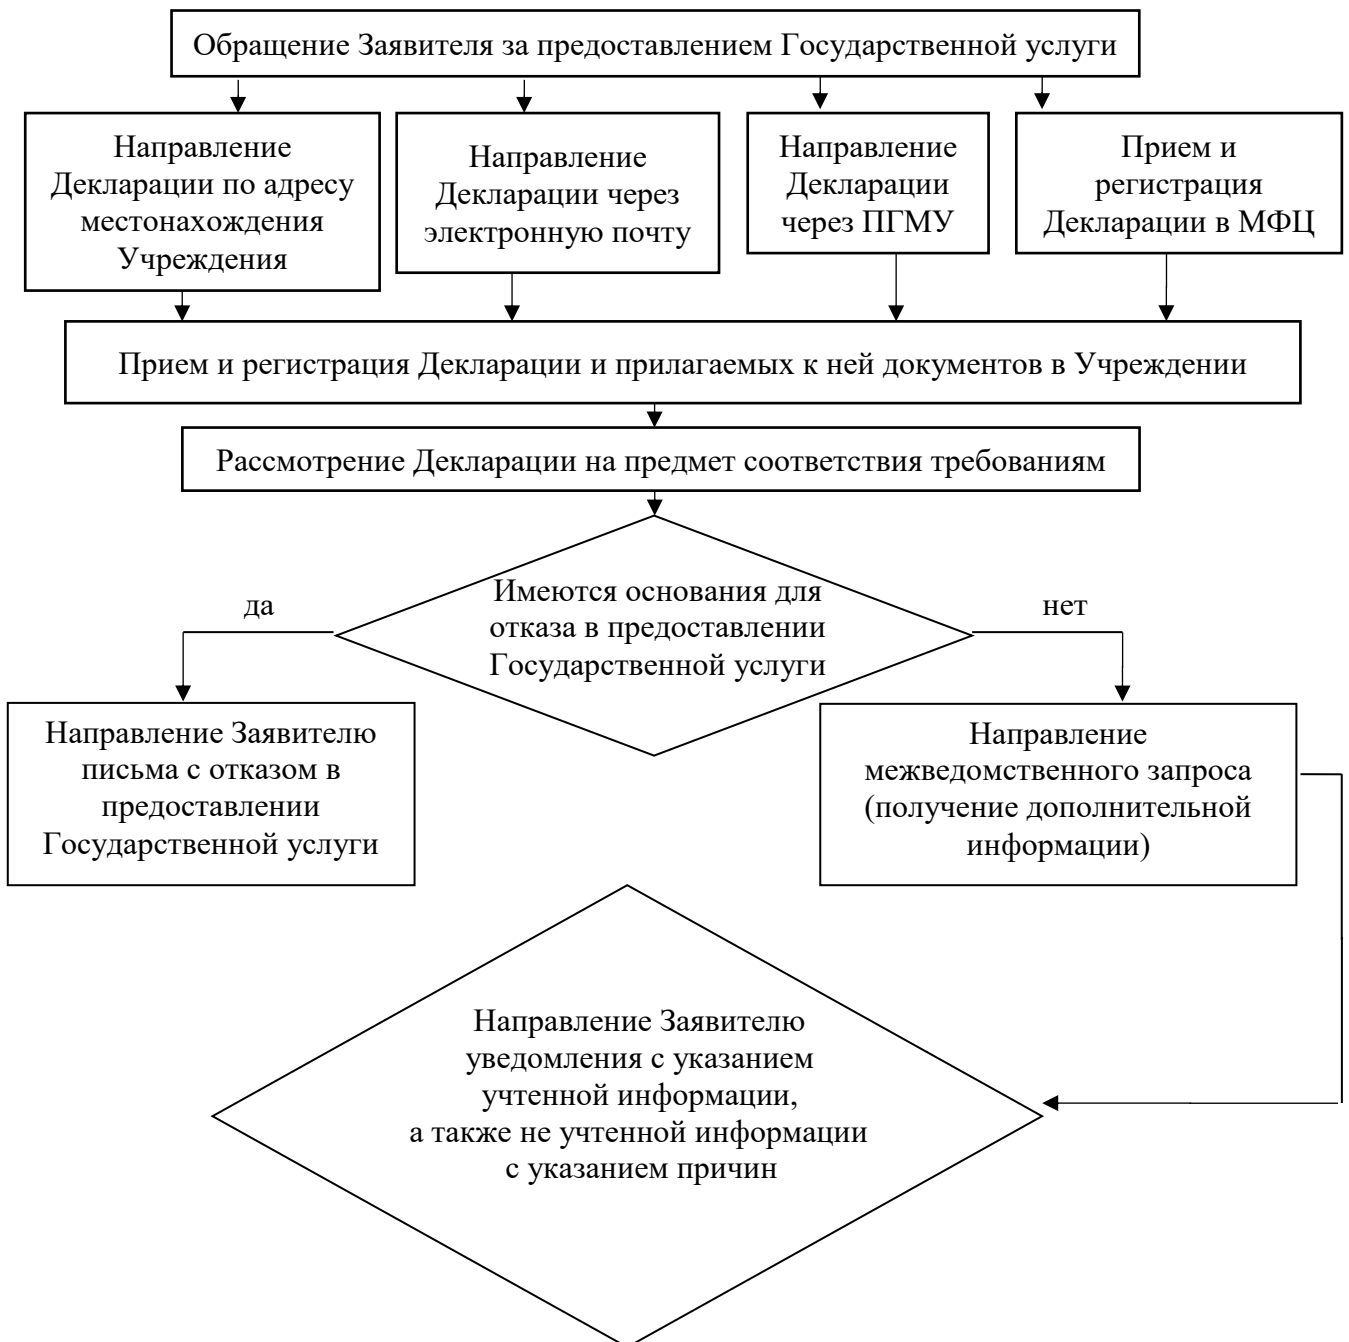 Обращение Заявителя за предоставлением Государственной услуги
Направление
Декларации по адресу
местонахождения
Учреждения
Направление
Декларации через
электронную почту
Направление
Декларации
через ПГМУ
Прием и
регистрация
Декларации в МФЦ
Прием и регистрация Декларации и прилагаемых к ней документов в Учреждении
Рассмотрение Декларации на предмет соответствия требованиям
Имеются основания для
отказа в предоставлении
Государственной услуги
да
нет
Направление Заявителю
письма с отказом в
предоставлении
Государственной услуги
Направление
межведомственного запроса
(получение дополнительной
информации)
Направление Заявителю
уведомления с указанием
учтенной информации,
а также не учтенной информации
с указанием причин